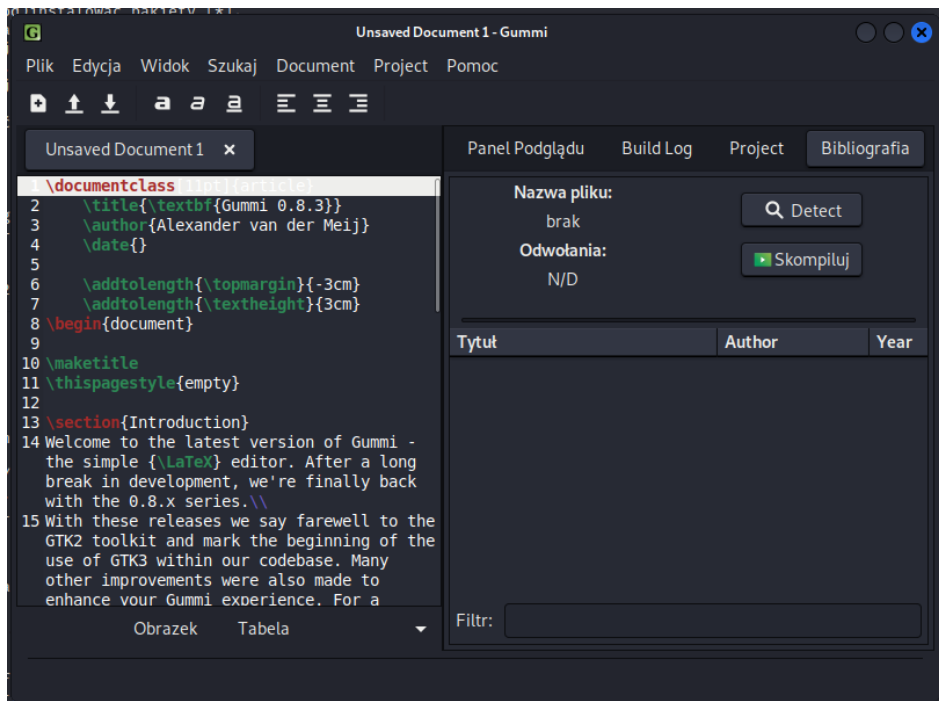 Unsaved Document 1 - Gummi
Plik Edycja Widok Szukaj Document Project Pomoc
a a a
Unsaved Document 1 ×
Panel Podglądu Build Log Project Bibliografia
1 \documentclass[11pt]{article}
2 \title{\textbf{Gummi 0.8.3}}
3 \author{Alexander van der Meij}
4 \date{}
5
6 \addtolength{\topmargin}{-3cm}
7 \addtolength{\textheight}{3cm}
8 \begin{document}
9
10 \maketitle
11 \thispagestyle{empty}
12
13 \section{Introduction}
14 Welcome to the latest version of Gummi -
the simple {\LaTeX} editor. After a long
break in development, we're finally back
with the 0.8.x series.\\
15 With these releases we say farewell to the
GTK2 toolkit and mark the beginning of the
use of GTK3 within our codebase. Many
other improvements were also made to
enhance your Gummi experience. For a
Obrazek Tabela
Nazwa pliku:
brak
Odwołania:
N/D
Detect
Skompiluj
Tytuł Author Year
Filtr: